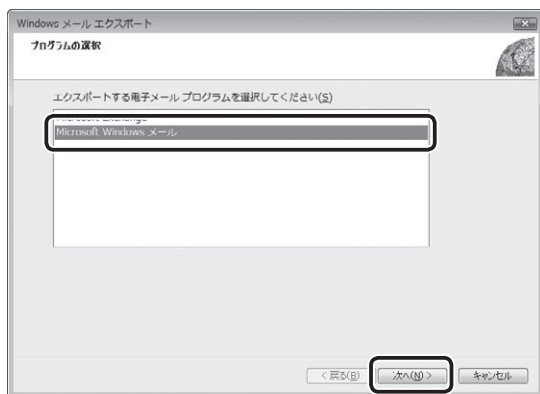 Windows メール エクスポート
プログラムの選択
エクスポートする電子メール プログラムを選択してください(S)
Microsoft Exchange
Microsoft Windows メール
< 戻る(B)
次へ(N) >
キャンセル